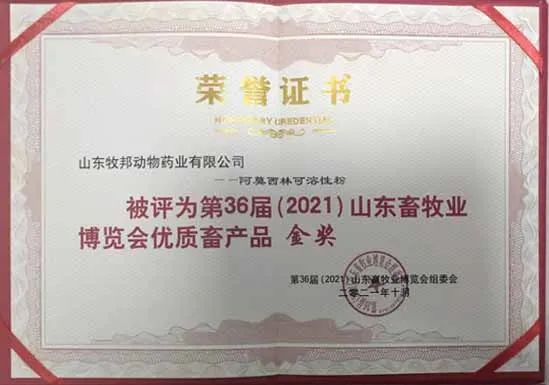 荣誉证书
HONORARY CREDENTIAL
山东牧邦动物药业有限公司
——阿莫西林可溶性粉
被评为第36届(2021)山东畜牧业
博览会优质畜产品 金奖
第36届(2021)山东畜牧业博览会组委会
二〇二一年十月